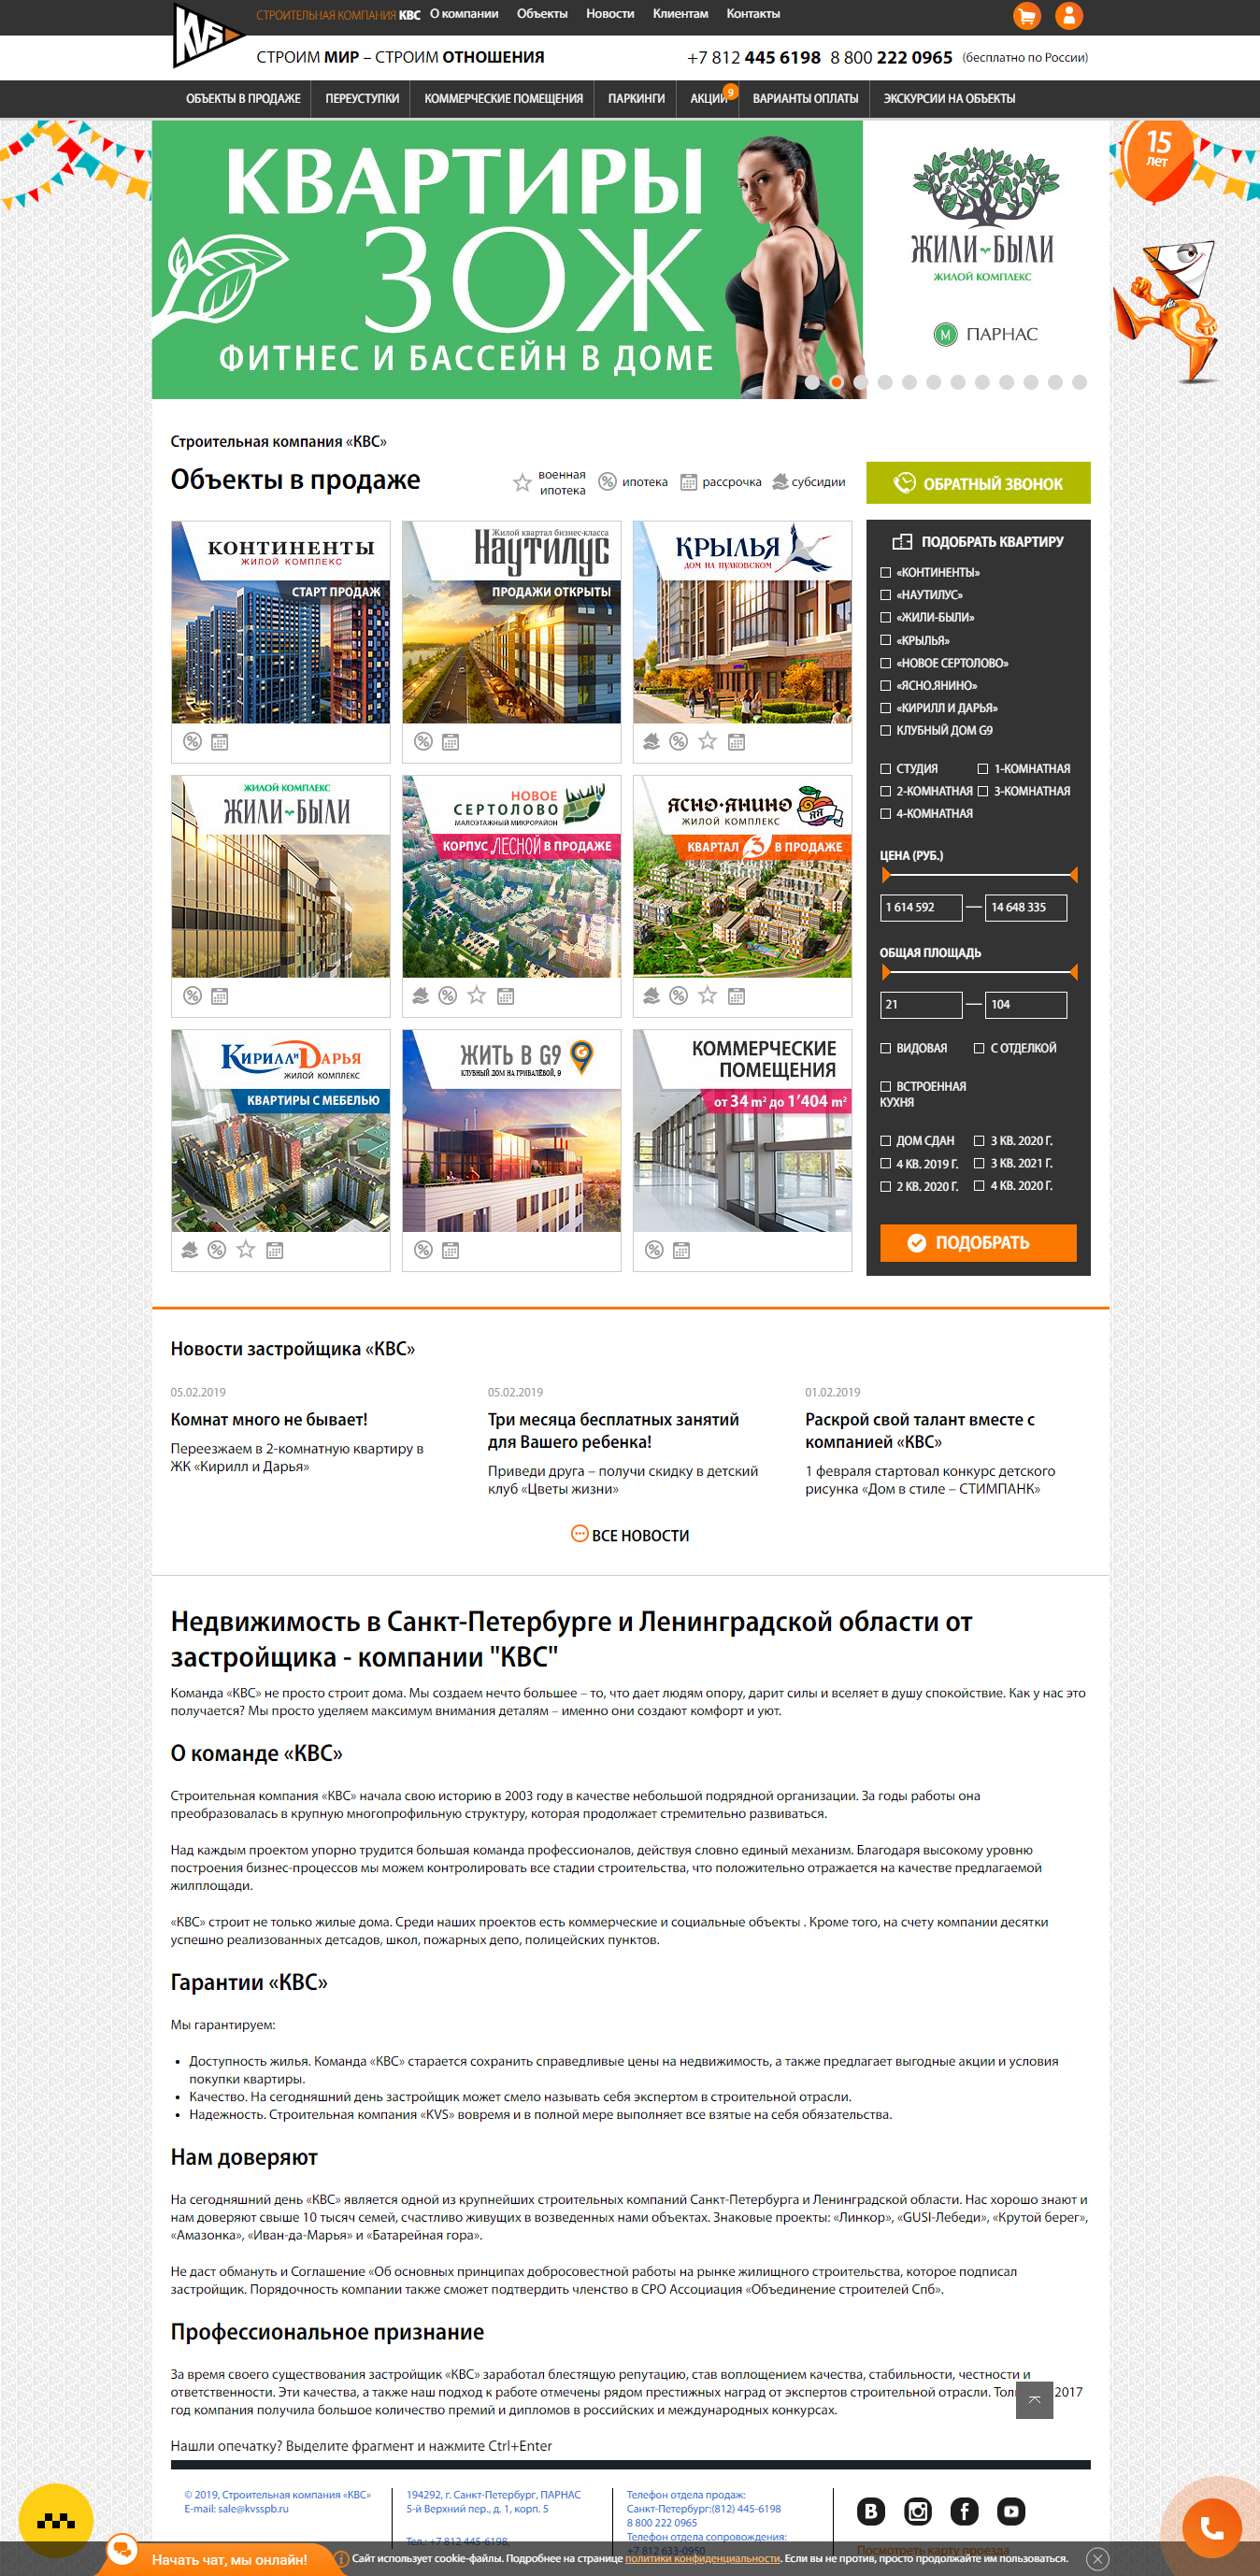 KVS
СТРОИТЕЛЬНАЯ КОМПАНИЯ КВС О компании Объекты Новости Клиентам Контакты
СТРОИМ МИР – СТРОИМ ОТНОШЕНИЯ +7 812 445 6198 8 800 222 0965 (бесплатно по России)
ОБЪЕКТЫ В ПРОДАЖЕ ПЕРЕУСТУПКИ КОММЕРЧЕСКИЕ ПОМЕЩЕНИЯ ПАРКИНГИ АКЦИИ 9 ВАРИАНТЫ ОПЛАТЫ ЭКСКУРСИИ НА ОБЪЕКТЫ
15
лет
КВАРТИРЫ
ЗОЖ
ФИТНЕС И БАССЕЙН В ДОМЕ
ЖИЛИ-БЫЛИ
ЖИЛОЙ КОМПЛЕКС
М ПАРНАС
Строительная компания «КВС»
Объекты в продаже
военная
ипотека
ипотека рассрочка субсидии
КОНТИНЕНТЫ
ЖИЛОЙ КОМПЛЕКС
СТАРТ ПРОДАЖ
Жилой квартал бизнес-класса
Наутилус
ПРОДАЖИ ОТКРЫТЫ
КРЫЛЬЯ
ДОМ НА ПУЛКОВСКОМ
ЖИЛОЙ КОМПЛЕКС
ЖИЛИ-БЫЛИ
НОВОЕ
СЕРТОЛОВО
МАЛОЭТАЖНЫЙ МИКРОРАЙОН
КОРПУС ЛЕСНОЙ В ПРОДАЖЕ
ЯСНО·ЯНИНО
ЖИЛОЙ КОМПЛЕКС
КВАРТАЛ 3 В ПРОДАЖЕ
КИРИЛЛ И ДАРЬЯ
ЖИЛОЙ КОМПЛЕКС
КВАРТИРЫ С МЕБЕЛЬЮ
ЖИТЬ В G9
КЛУБНЫЙ ДОМ НА ГРИБАЛЁВОЙ, 9
КОММЕРЧЕСКИЕ
ПОМЕЩЕНИЯ
от 34 m² до 1’404 m²
ОБРАТНЫЙ ЗВОНОК
ПОДОБРАТЬ КВАРТИРУ
«КОНТИНЕНТЫ»
«НАУТИЛУС»
«ЖИЛИ-БЫЛИ»
«КРЫЛЬЯ»
«НОВОЕ СЕРТОЛОВО»
«ЯСНО.ЯНИНО»
«КИРИЛЛ И ДАРЬЯ»
КЛУБНЫЙ ДОМ G9
СТУДИЯ 1-КОМНАТНАЯ
2-КОМНАТНАЯ 3-КОМНАТНАЯ
4-КОМНАТНАЯ
ЦЕНА (РУБ.)
1 614 592 — 14 648 335
ОБЩАЯ ПЛОЩАДЬ
21 — 104
ВИДОВАЯ С ОТДЕЛКОЙ
ВСТРОЕННАЯ
КУХНЯ
ДОМ СДАН 3 КВ. 2020 Г.
4 КВ. 2019 Г. 3 КВ. 2021 Г.
2 КВ. 2020 Г. 4 КВ. 2020 Г.
ПОДОБРАТЬ
Новости застройщика «КВС»
05.02.2019
Комнат много не бывает!
Переезжаем в 2-комнатную квартиру в
ЖК «Кирилл и Дарья»
05.02.2019
Три месяца бесплатных занятий
для Вашего ребенка!
Приведи друга – получи скидку в детский
клуб «Цветы жизни»
01.02.2019
Раскрой свой талант вместе с
компанией «КВС»
1 февраля стартовал конкурс детского
рисунка «Дом в стиле – СТИМПАНК»
ВСЕ НОВОСТИ
Недвижимость в Санкт-Петербурге и Ленинградской области от
застройщика - компании "КВС"
Команда «КВС» не просто строит дома. Мы создаем нечто большее – то, что дает людям опору, дарит силы и вселяет в душу спокойствие. Как у нас это
получается? Мы просто уделяем максимум внимания деталям – именно они создают комфорт и уют.
О команде «КВС»
Строительная компания «КВС» начала свою историю в 2003 году в качестве небольшой подрядной организации. За годы работы она
преобразовалась в крупную многопрофильную структуру, которая продолжает стремительно развиваться.
Над каждым проектом упорно трудится большая команда профессионалов, действуя словно единый механизм. Благодаря высокому уровню
построения бизнес-процессов мы можем контролировать все стадии строительства, что положительно отражается на качестве предлагаемой
жилплощади.
«КВС» строит не только жилые дома. Среди наших проектов есть коммерческие и социальные объекты . Кроме того, на счету компании десятки
успешно реализованных детсадов, школ, пожарных депо, полицейских пунктов.
Гарантии «КВС»
Мы гарантируем:
• Доступность жилья. Команда «КВС» старается сохранить справедливые цены на недвижимость, а также предлагает выгодные акции и условия
покупки квартиры.
• Качество. На сегодняшний день застройщик может смело называть себя экспертом в строительной отрасли.
• Надежность. Строительная компания «KVS» вовремя и в полной мере выполняет все взятые на себя обязательства.
Нам доверяют
На сегодняшний день «КВС» является одной из крупнейших строительных компаний Санкт-Петербурга и Ленинградской области. Нас хорошо знают и
нам доверяют свыше 10 тысяч семей, счастливо живущих в возведенных нами объектах. Знаковые проекты: «Линкор», «GUSI-Лебеди», «Крутой берег»,
«Амазонка», «Иван-да-Марья» и «Батарейная гора».
Не даст обмануть и Соглашение «Об основных принципах добросовестной работы на рынке жилищного строительства, которое подписал
застройщик. Порядочность компании также сможет подтвердить членство в СРО Ассоциация «Объединение строителей Спб».
Профессиональное признание
За время своего существования застройщик «КВС» заработал блестящую репутацию, став воплощением качества, стабильности, честности и
ответственности. Эти качества, а также наш подход к работе отмечены рядом престижных наград от экспертов строительной отрасли. 2017
год компания получила большое количество премий и дипломов в российских и международных конкурсах.
Нашли опечатку? Выделите фрагмент и нажмите Ctrl+Enter
© 2019, Строительная компания «КВС»
E-mail: sale@kvsspb.ru
194292, г. Санкт-Петербург, ПАРНАС
5-й Верхний пер., д. 1, корп. 5
Тел.: +7 812 445-6198,
Телефон отдела продаж:
Санкт-Петербург:(812) 445-6198
8 800 222 0965
Телефон отдела сопровождения:
+7 812 633-0950
Посмотреть карту проезда
Начать чат, мы онлайн!
Сайт использует cookie-файлы. Подробнее на странице политики конфиденциальности. Если вы не против, просто продолжайте им пользоваться.